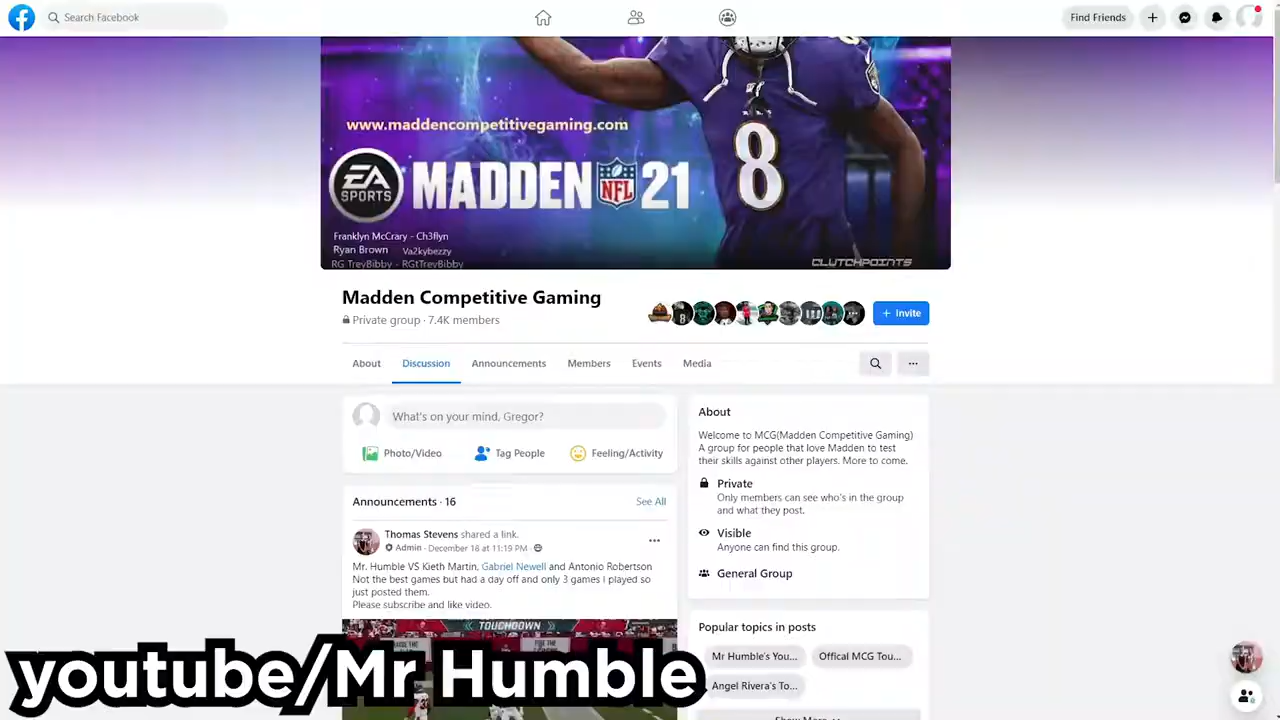 Search Facebook
Find Friends
www.maddencompetitivegaming.com
EA
SPORTS
MADDEN NFL 21
8
Franklyn McCrary - Ch3flyn
Ryan Brown Va2kybezzy
RG TreyBibby - RGtTreyBibby
CLUTCHPOINTS
Madden Competitive Gaming
Private group · 7.4K members
+ Invite
About
Discussion
Announcements
Members
Events
Media
What's on your mind, Gregor?
Photo/Video
Tag People
Feeling/Activity
Announcements · 16
See All
Thomas Stevens shared a link.
Admin · December 18 at 11:19 PM
Mr. Humble VS Kieth Martin, Gabriel Newell and Antonio Robertson
Not the best games but had a day off and only 3 games I played so
just posted them.
Please subscribe and like video.
TOUCHDOWN
About
Welcome to MCG(Madden Competitive Gaming)
A group for people that love Madden to test
their skills against other players. More to come.
Private
Only members can see who's in the group
and what they post.
Visible
Anyone can find this group.
General Group
Popular topics in posts
Mr Humble's You...
Offical MCG Tou...
Angel Rivera's To...
Show More
youtube/Mr Humble